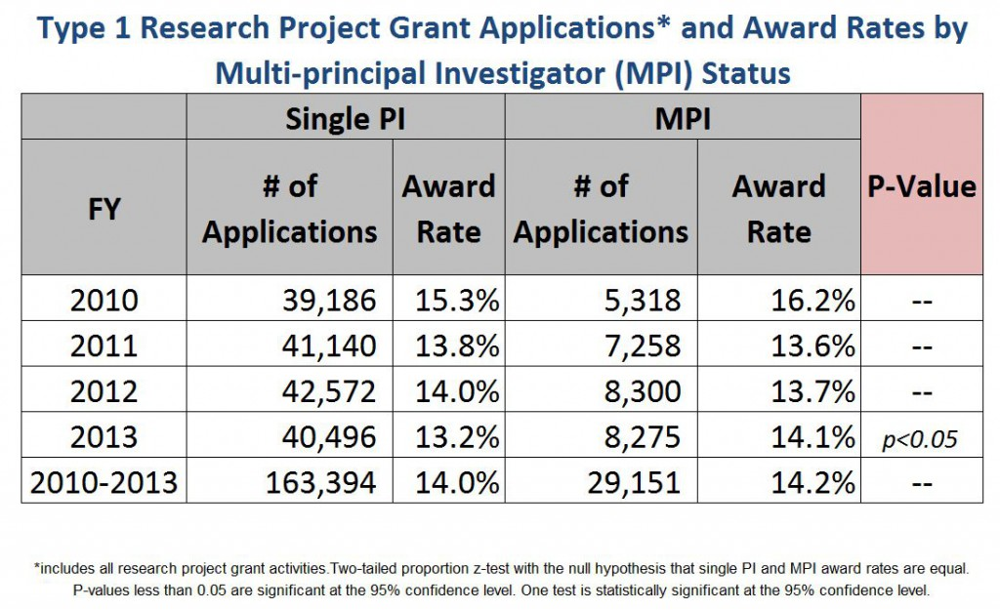 Type 1 Research Project Grant Applications* and Award Rates by
Multi-principal Investigator (MPI) Status
Single PI MPI P-Value
FY # of Applications Award Rate # of Applications Award Rate
2010 39,186 15.3% 5,318 16.2% --
2011 41,140 13.8% 7,258 13.6% --
2012 42,572 14.0% 8,300 13.7% --
2013 40,496 13.2% 8,275 14.1% p<0.05
2010-2013 163,394 14.0% 29,151 14.2% --
*includes all research project grant activities.Two-tailed proportion z-test with the null hypothesis that single PI and MPI award rates are equal.
P-values less than 0.05 are significant at the 95% confidence level. One test is statistically significant at the 95% confidence level.